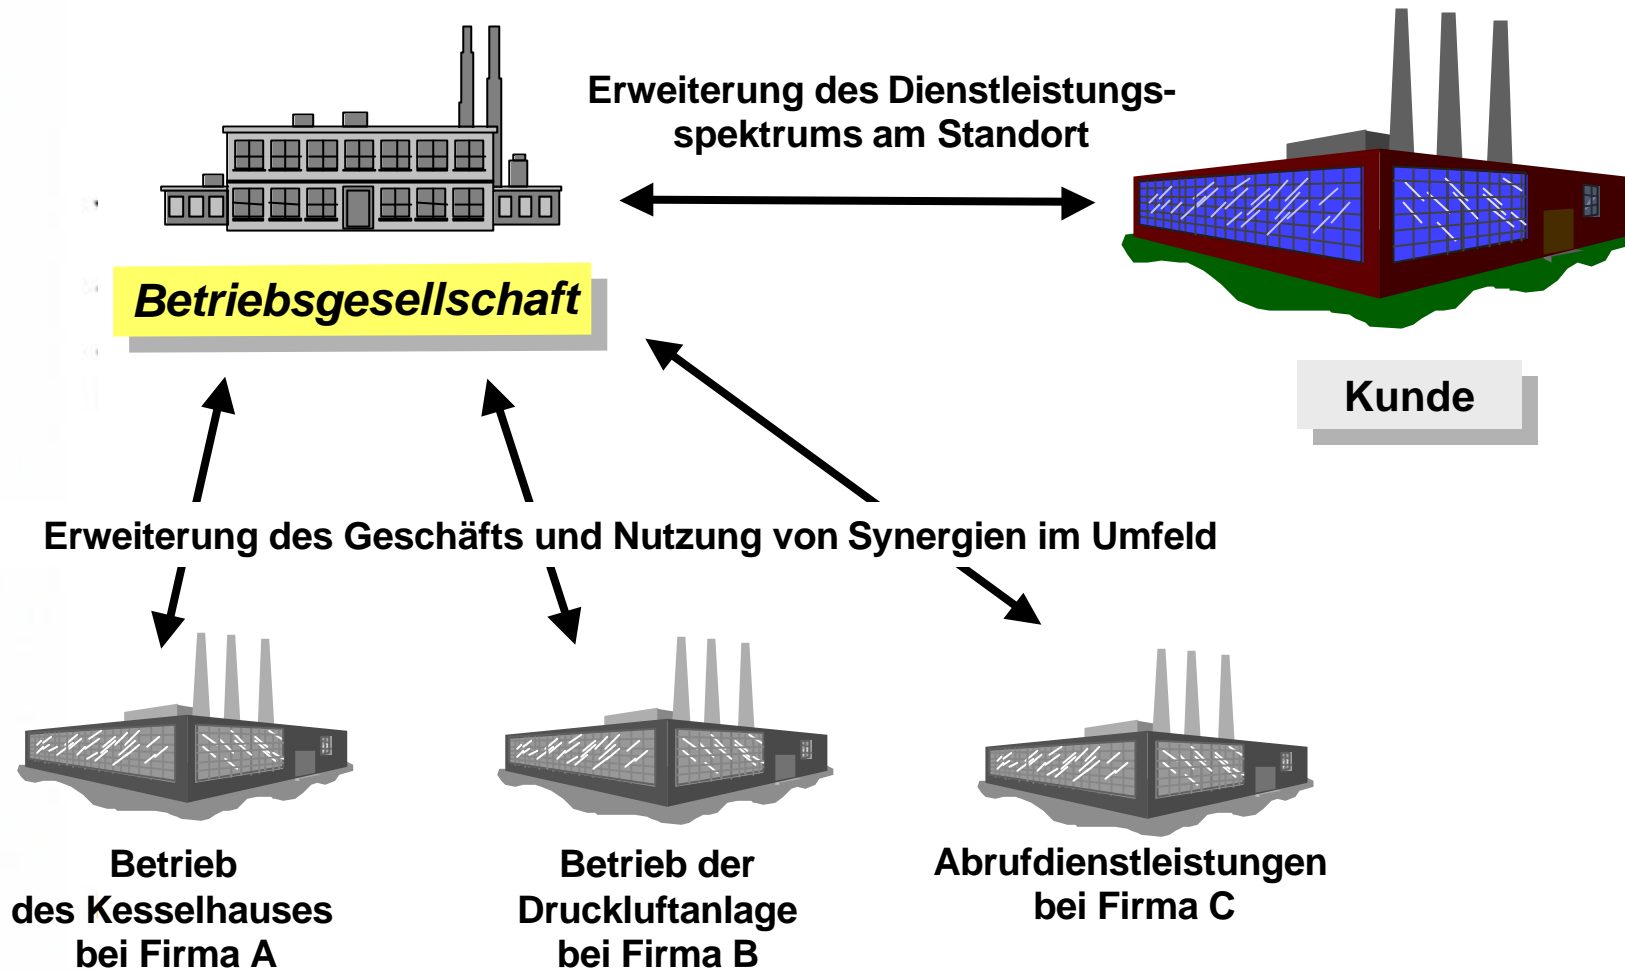 Erweiterung des Dienstleistungs-
spektrums am Standort
Betriebsgesellschaft
Kunde
Erweiterung des Geschäfts und Nutzung von Synergien im Umfeld
Betrieb
des Kesselhauses
bei Firma A
Betrieb der
Druckluftanlage
bei Firma B
Abrufdienstleistungen
bei Firma C